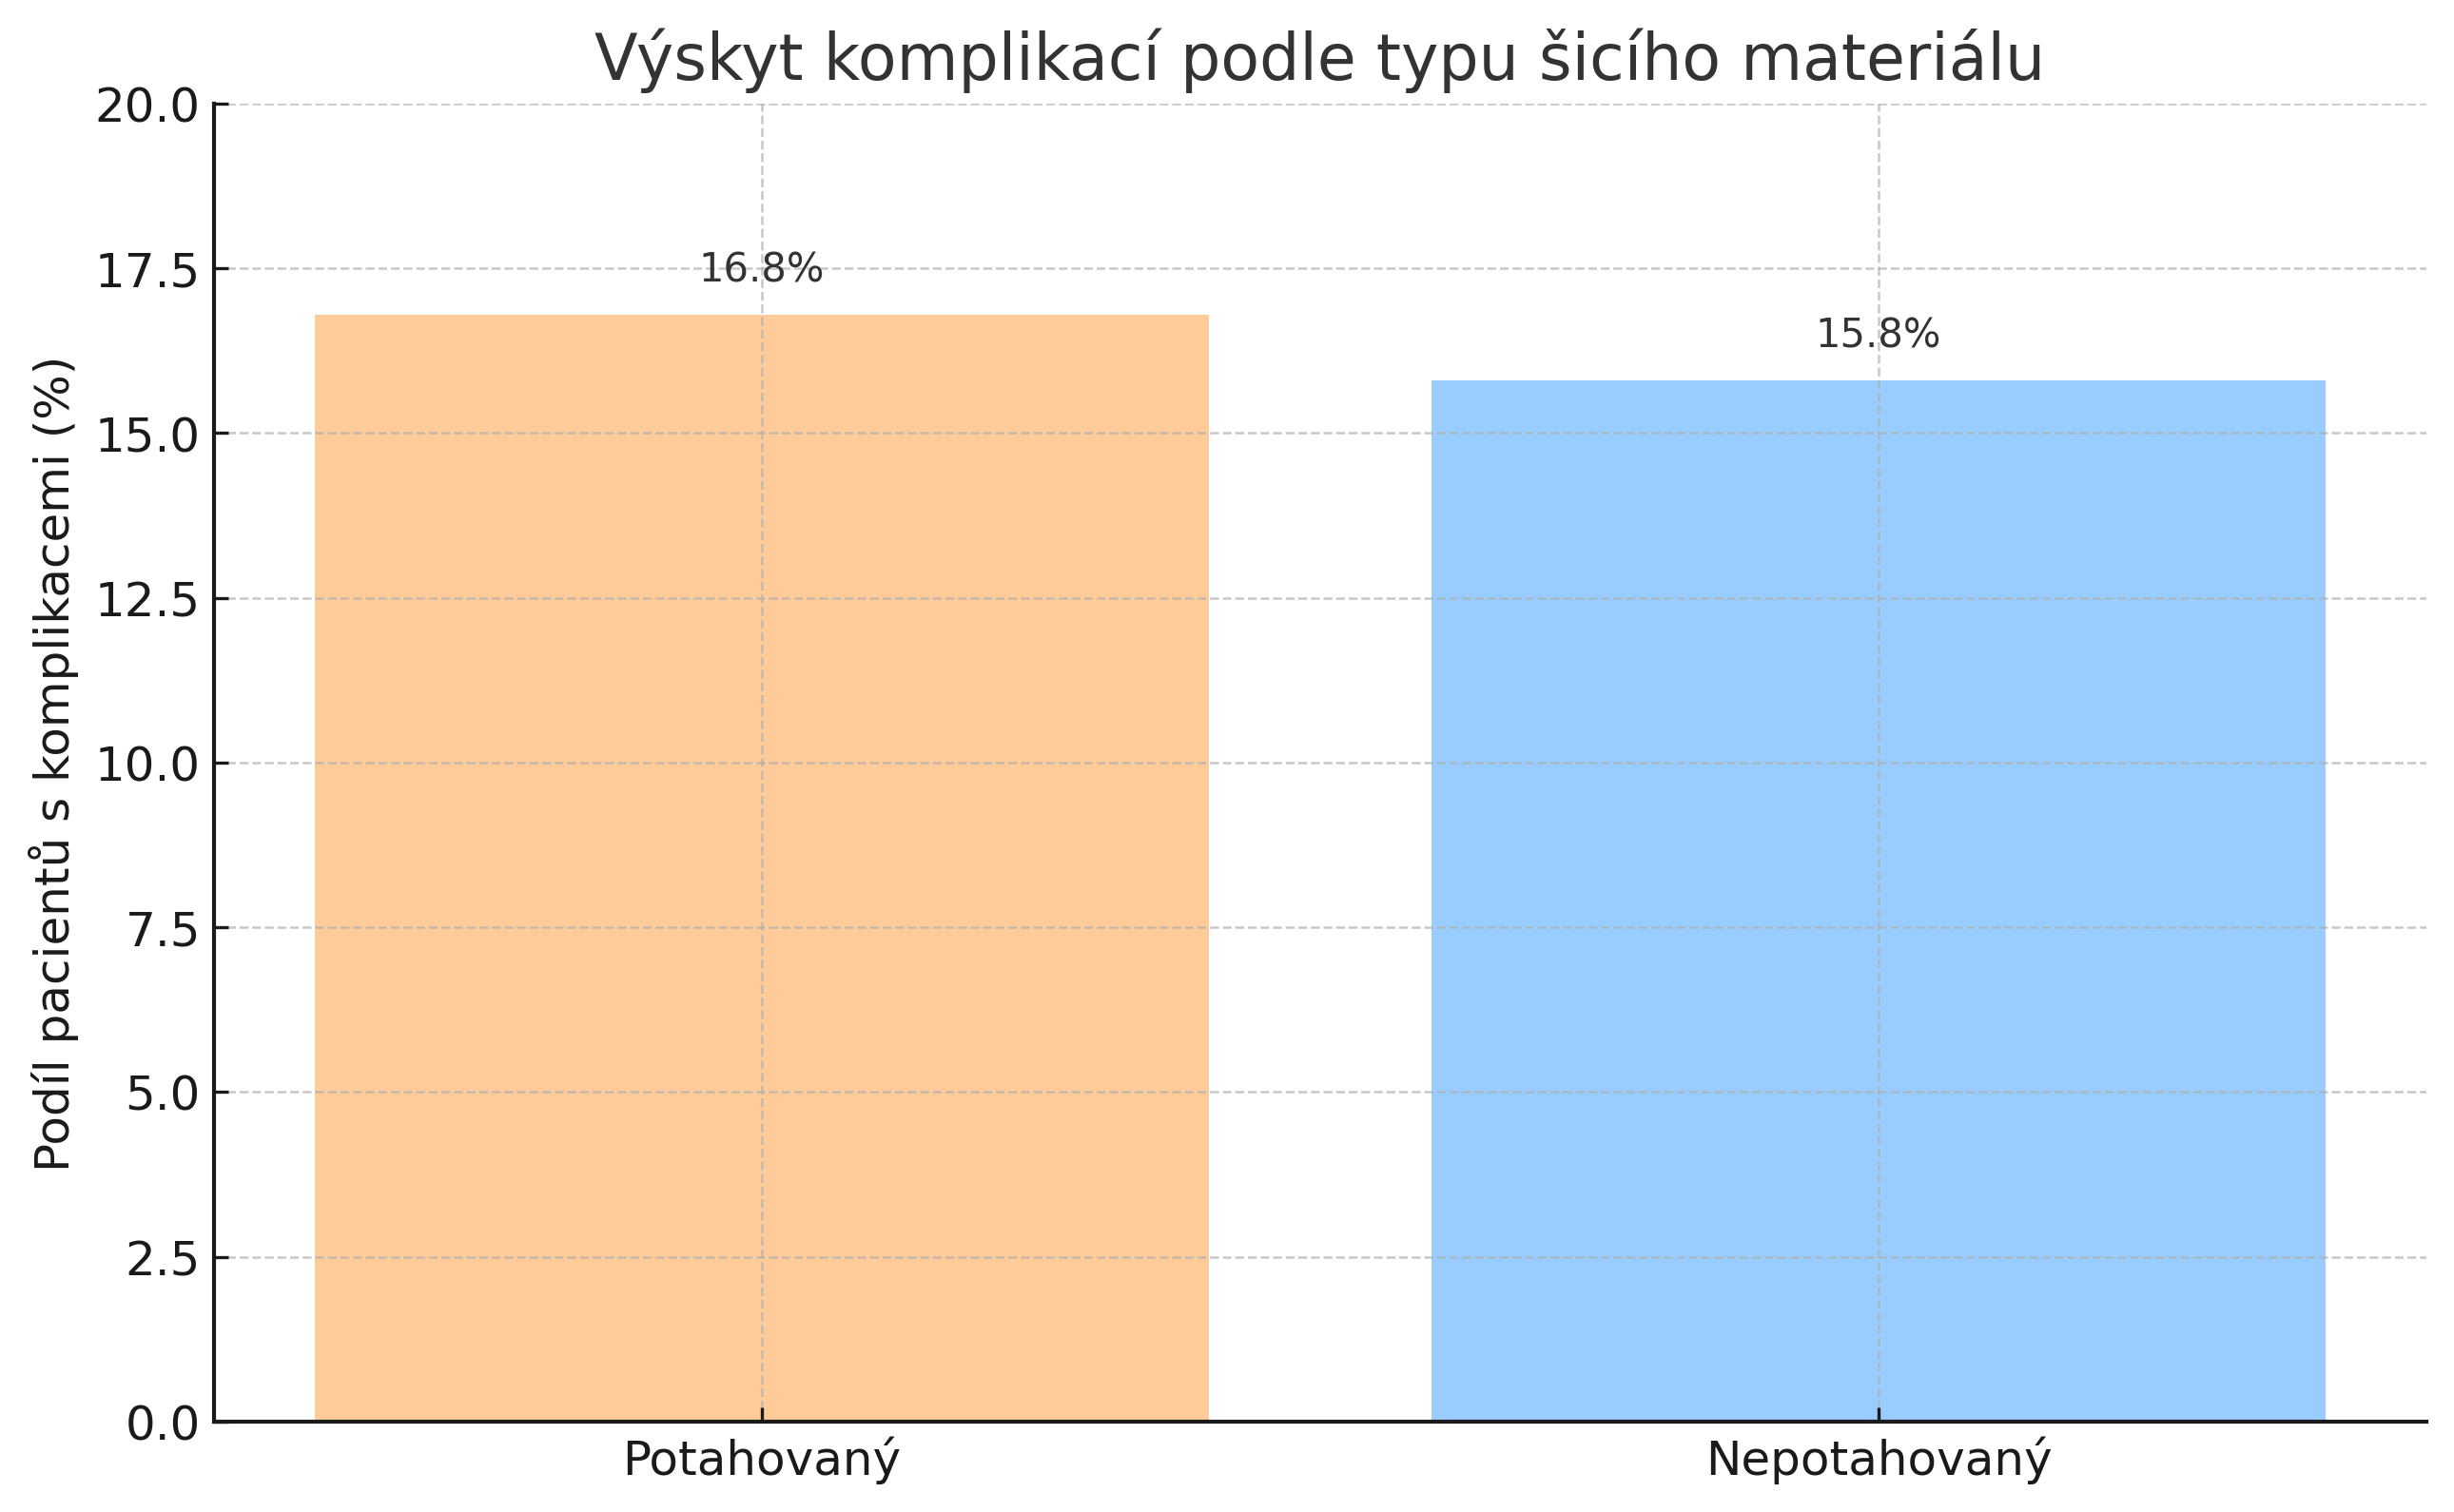 Výskyt komplikací podle typu šicího materiálu
Podíl pacientů s komplikacemi (%)
20.0
17.5
15.0
12.5
10.0
7.5
5.0
2.5
0.0
16.8%
15.8%
Potahovaný
Nepotahovaný